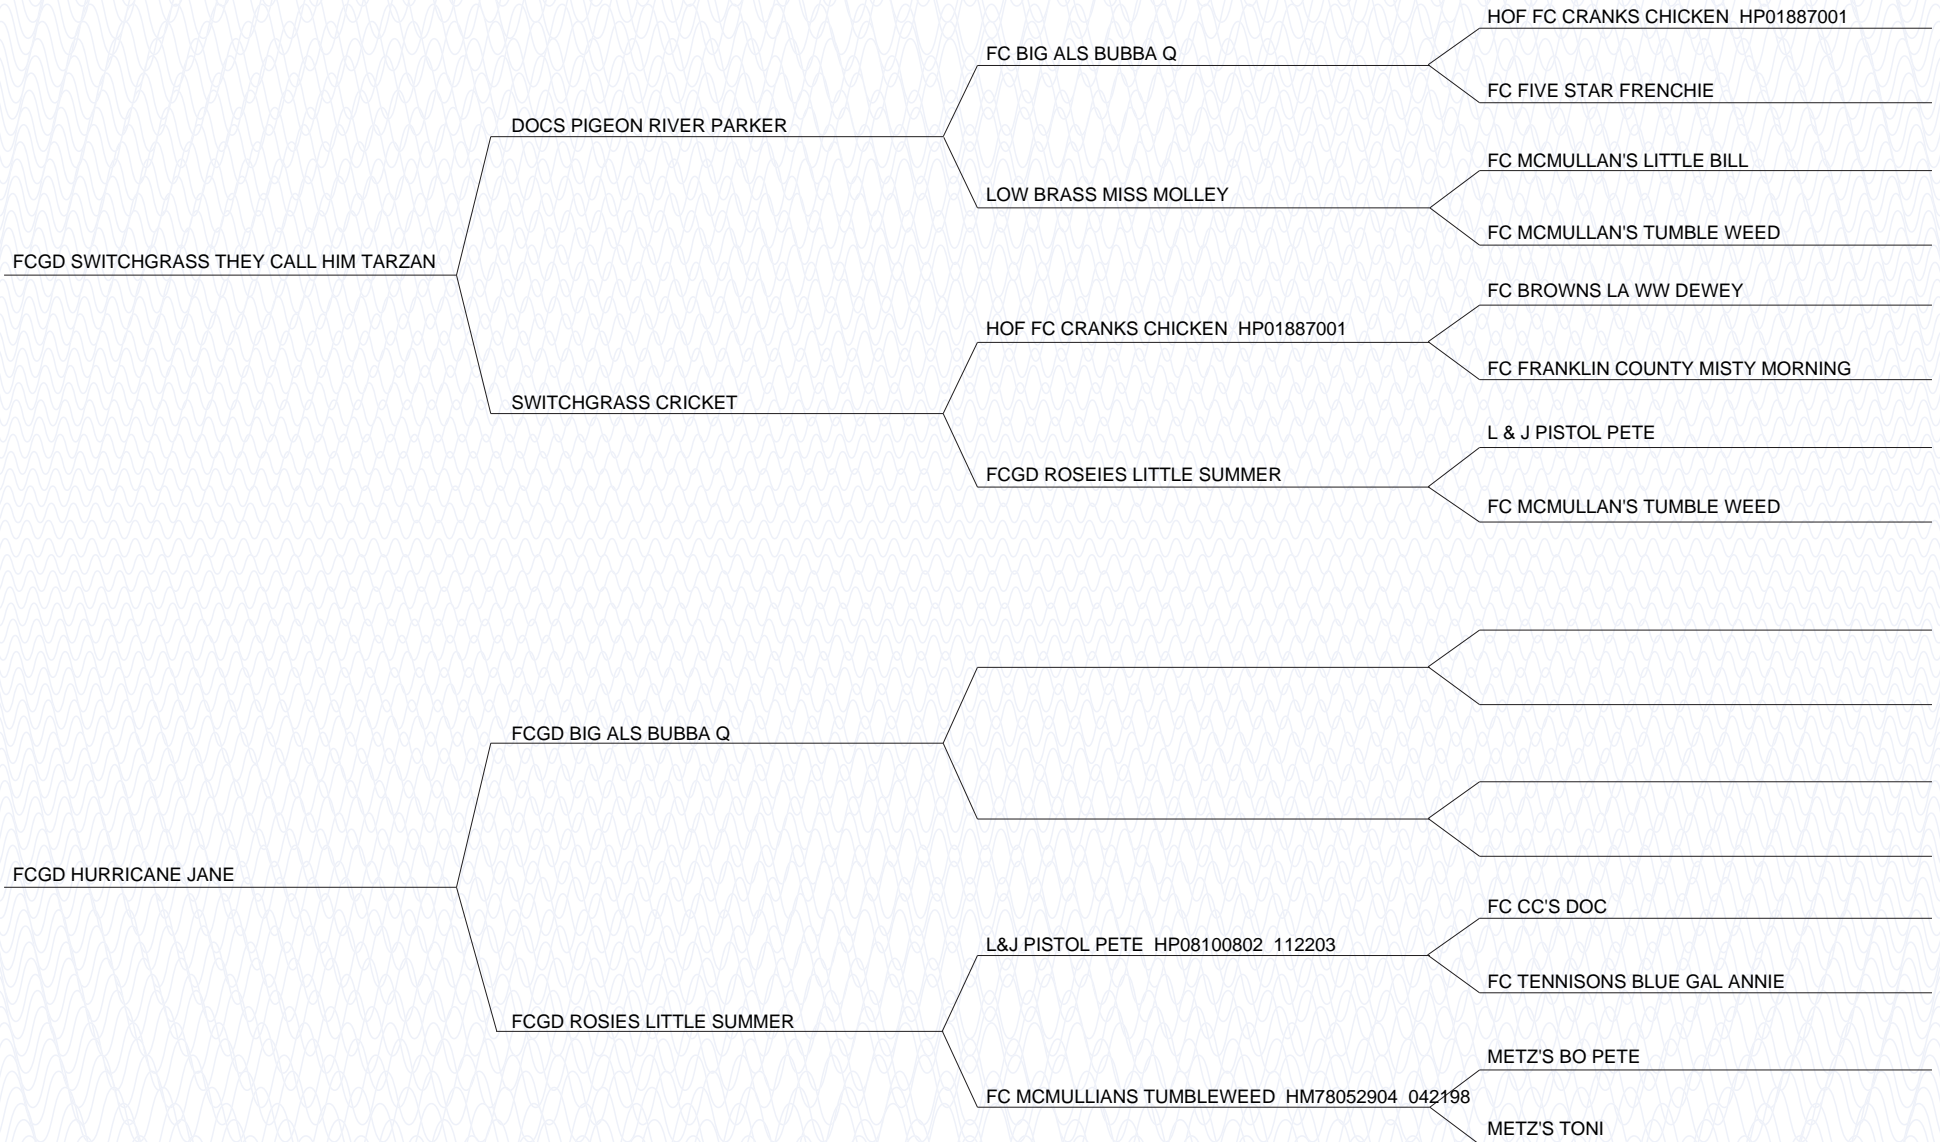 HOF FC CRANKS CHICKEN  HP01887001
FC BIG ALS BUBBA Q
FC FIVE STAR FRENCHIE
DOCS PIGEON RIVER PARKER
FC MCMULLAN'S LITTLE BILL
LOW BRASS MISS MOLLEY
FC MCMULLAN'S TUMBLE WEED
FCGD SWITCHGRASS THEY CALL HIM TARZAN
FC BROWNS LA WW DEWEY
HOF FC CRANKS CHICKEN  HP01887001
FC FRANKLIN COUNTY MISTY MORNING
SWITCHGRASS CRICKET
L & J PISTOL PETE
FCGD ROSEIES LITTLE SUMMER
FC MCMULLAN'S TUMBLE WEED
FCGD BIG ALS BUBBA Q
FCGD HURRICANE JANE
FC CC'S DOC
L&J PISTOL PETE  HP08100802  112203
FC TENNISONS BLUE GAL ANNIE
FCGD ROSIES LITTLE SUMMER
METZ'S BO PETE
FC MCMULLIANS TUMBLEWEED  HM78052904  042198
METZ'S TONI